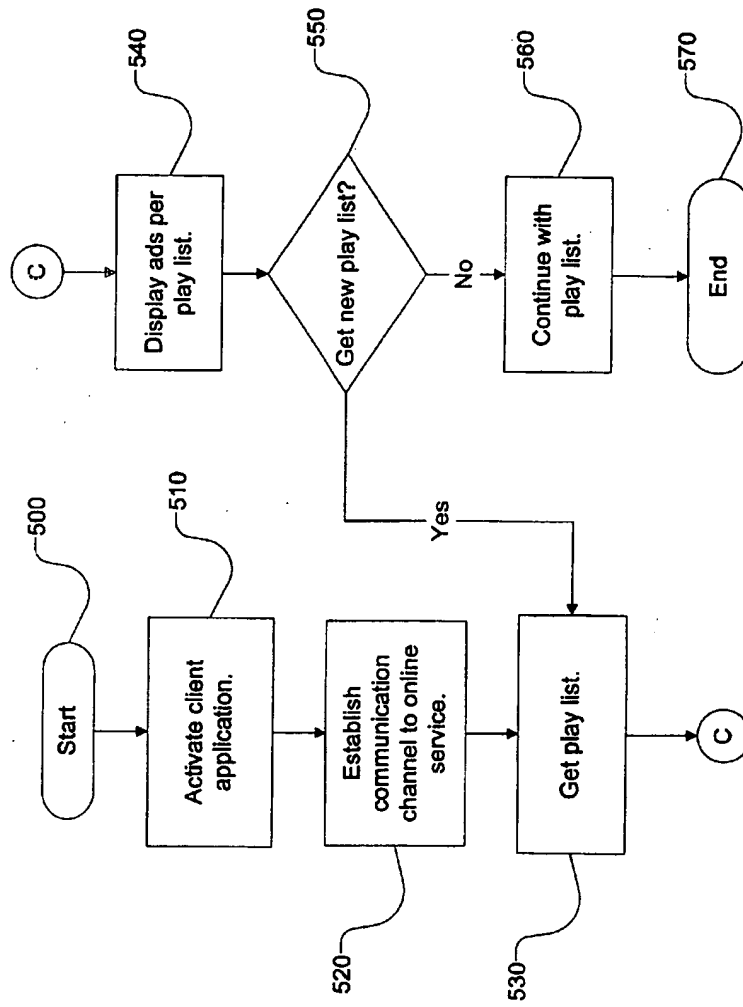 500
Start
510
Activate client
application.
520
Establish
communication
channel to online
service.
530
Get play list.
C
C
540
Display ads per
play list.
550
Get new play list?
Yes
No
560
Continue with
play list.
570
End